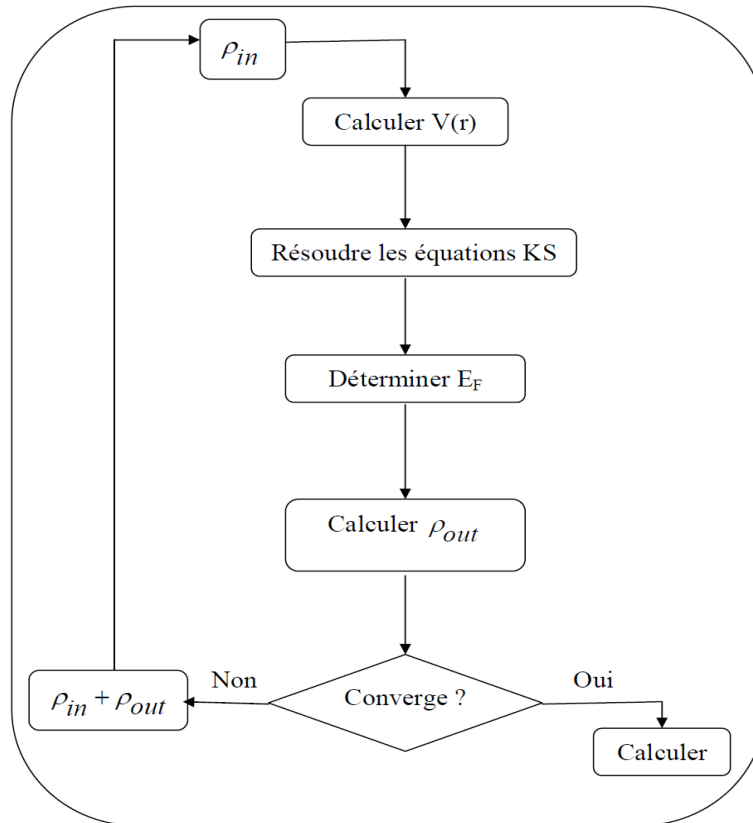 ρin
Calculer V(r)
Résoudre les équations KS
Déterminer EF
Calculer ρout
Converge ?
Non
Oui
ρin + ρout
Calculer